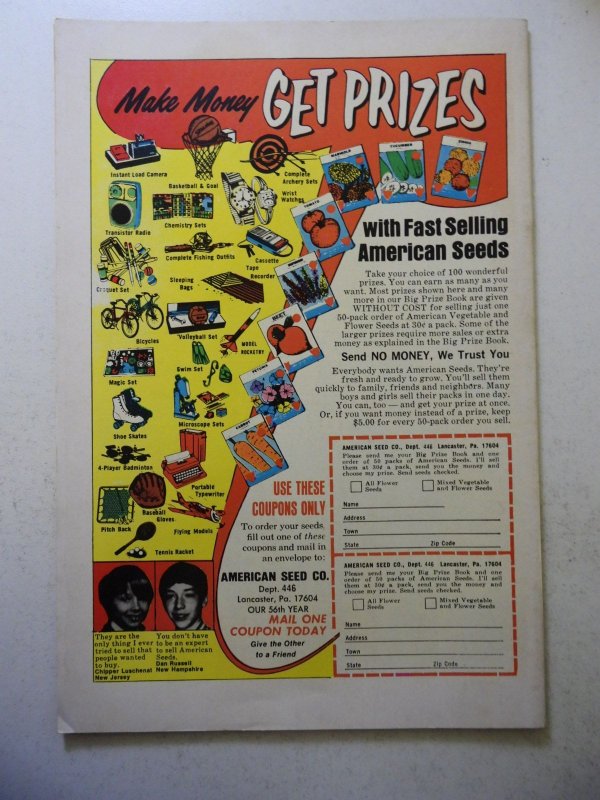 Make Money GET PRIZES
Instant Load Camera
Basketball & Goal
Complete
Archery Sets
Wrist
Watches
Transistor Radio
Chemistry Sets
Complete Fishing Outfits
Cassette
Tape
Recorder
Croquet Set
Sleeping
Bags
Bicycles
Volleyball Set
MODEL
ROCKETRY
Magic Set
Swim Set
Shoe Skates
Microscope Sets
4-Player Badminton
Portable
Typewriter
Pitch Back
Baseball
Gloves
Flying Models
Tennis Racket
MARIGOLD
CUCUMBER
ZINNIA
TOMATO
BEET
PETUNIA
CARROT
with Fast Selling
American Seeds
Take your choice of 100 wonderful
prizes. You can earn as many as you
want. Most prizes shown here and many
more in our Big Prize Book are given
WITHOUT COST for selling just one
50-pack order of American Vegetable and
Flower Seeds at 30¢ a pack. Some of the
larger prizes require more sales or extra
money as explained in the Big Prize Book.
Send NO MONEY, We Trust You
Everybody wants American Seeds. They're
fresh and ready to grow. You'll sell them
quickly to family, friends and neighbors. Many
boys and girls sell their packs in one day.
You can, too — and get your prize at once.
Or, if you want money instead of a prize, keep
$5.00 for every 50-pack order you sell.
USE THESE
COUPONS ONLY
To order your seeds,
fill out one of these
coupons and mail in
an envelope to:
AMERICAN SEED CO.
Dept. 446
Lancaster, Pa. 17604
OUR 56th YEAR
MAIL ONE
COUPON TODAY
Give the Other
to a Friend
They are the
only thing I ever
tried to sell that
people wanted
to buy.
Chipper Luschenat
New Jersey
You don't have
to be an expert
to sell American
Seeds.
Dan Russell
New Hampshire
AMERICAN SEED CO., Dept. 446 Lancaster, Pa. 17604
Please send me your Big Prize Book and one
order of 50 packs of American Seeds. I'll sell
them at 30¢ a pack, send you the money and
choose my prize. Send seeds checked.
All Flower
Seeds
Mixed Vegetable
and Flower Seeds
Name
Address
Town
State Zip Code
AMERICAN SEED CO., Dept. 446 Lancaster, Pa. 17604
Please send me your Big Prize Book and one
order of 50 packs of American Seeds. I'll sell
them at 30¢ a pack, send you the money and
choose my prize. Send seeds checked.
All Flower
Seeds
Mixed Vegetable
and Flower Seeds
Name
Address
Town
State Zip Code